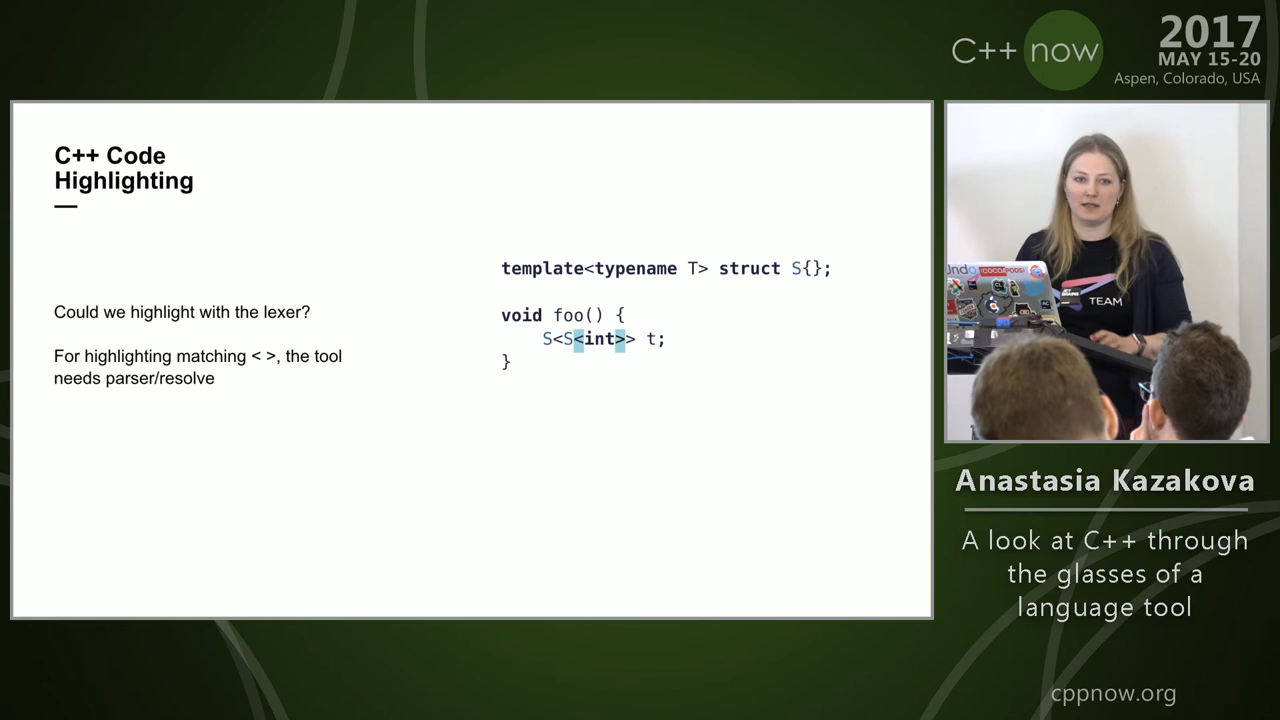 C++ now
2017
MAY 15-20
Aspen, Colorado, USA
C++ Code
Highlighting
Could we highlight with the lexer?
For highlighting matching < >, the tool
needs parser/resolve
template<typename T> struct S{};
void foo() {
S<S<int>> t;
}
TEAM
Anastasia Kazakova
A look at C++ through
the glasses of a
language tool
cppnow.org